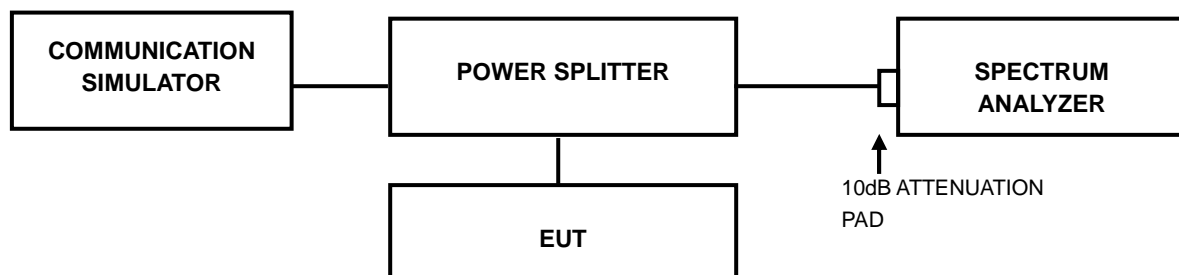 COMMUNICATION
SIMULATOR
POWER SPLITTER
SPECTRUM
ANALYZER
10dB ATTENUATION
PAD
EUT